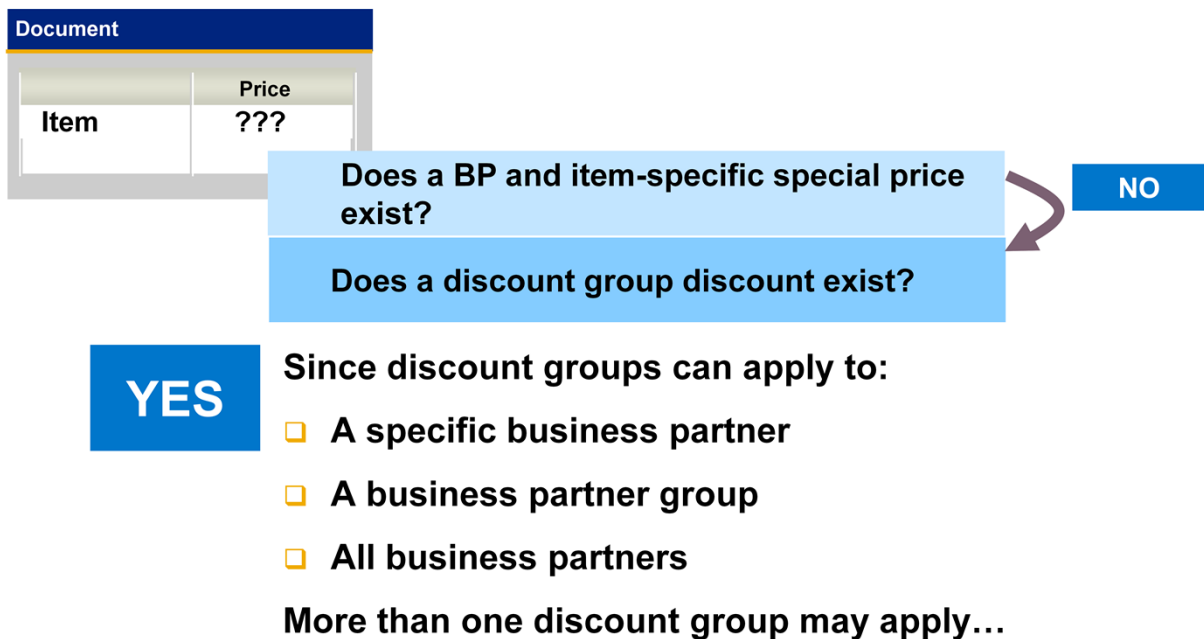 Document
Price
Item ???
Does a BP and item-specific special price
exist?
NO
Does a discount group discount exist?
YES
Since discount groups can apply to:
A specific business partner
A business partner group
All business partners
More than one discount group may apply…